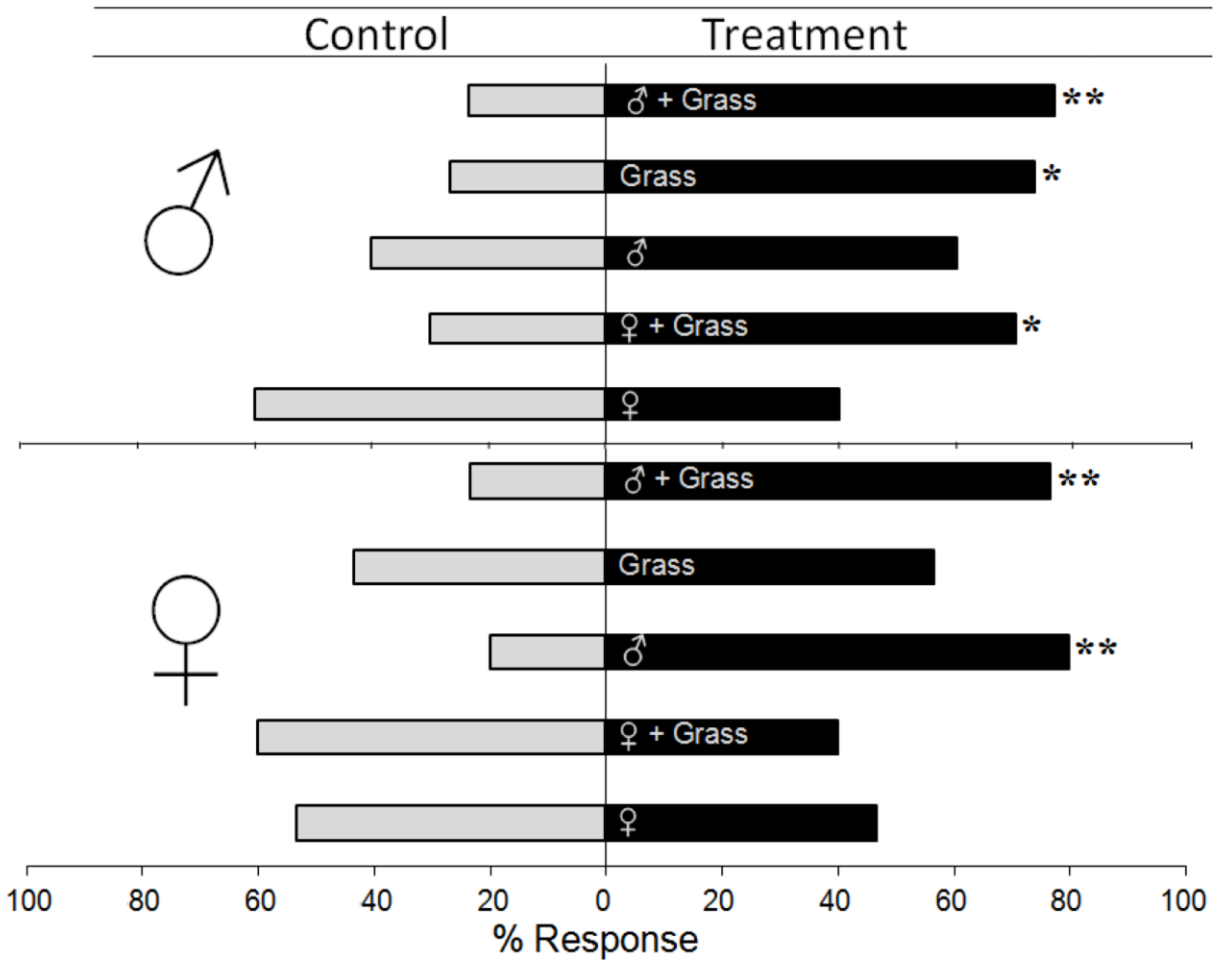 Control Treatment
♂ + Grass **
Grass *
♂
♀ + Grass *
♀
♂ + Grass **
Grass
♂ **
♀ + Grass
♀
100 80 60 40 20 0 20 40 60 80 100
% Response